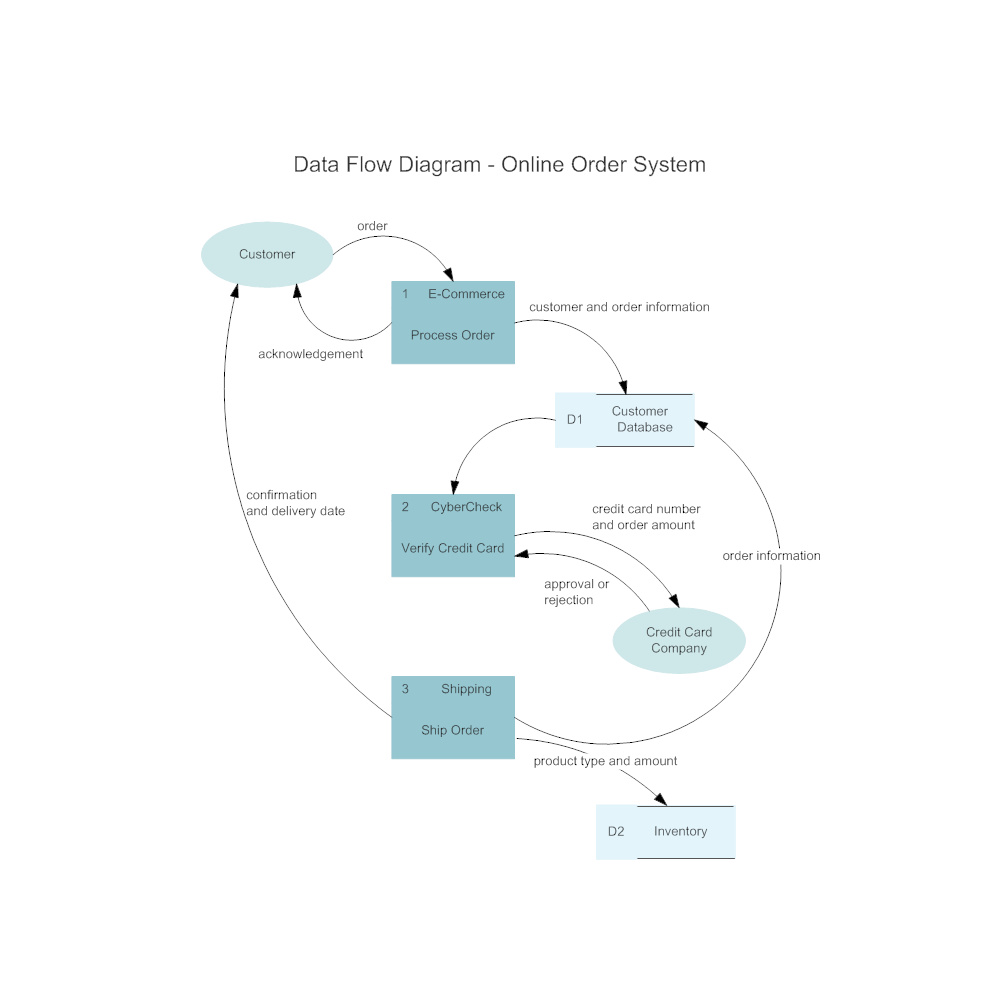 Data Flow Diagram - Online Order System
order
Customer
1 E-Commerce
Process Order
customer and order information
acknowledgement
D1
Customer
Database
confirmation
and delivery date
2 CyberCheck
Verify Credit Card
credit card number
and order amount
order information
approval or
rejection
Credit Card
Company
3 Shipping
Ship Order
product type and amount
D2 Inventory